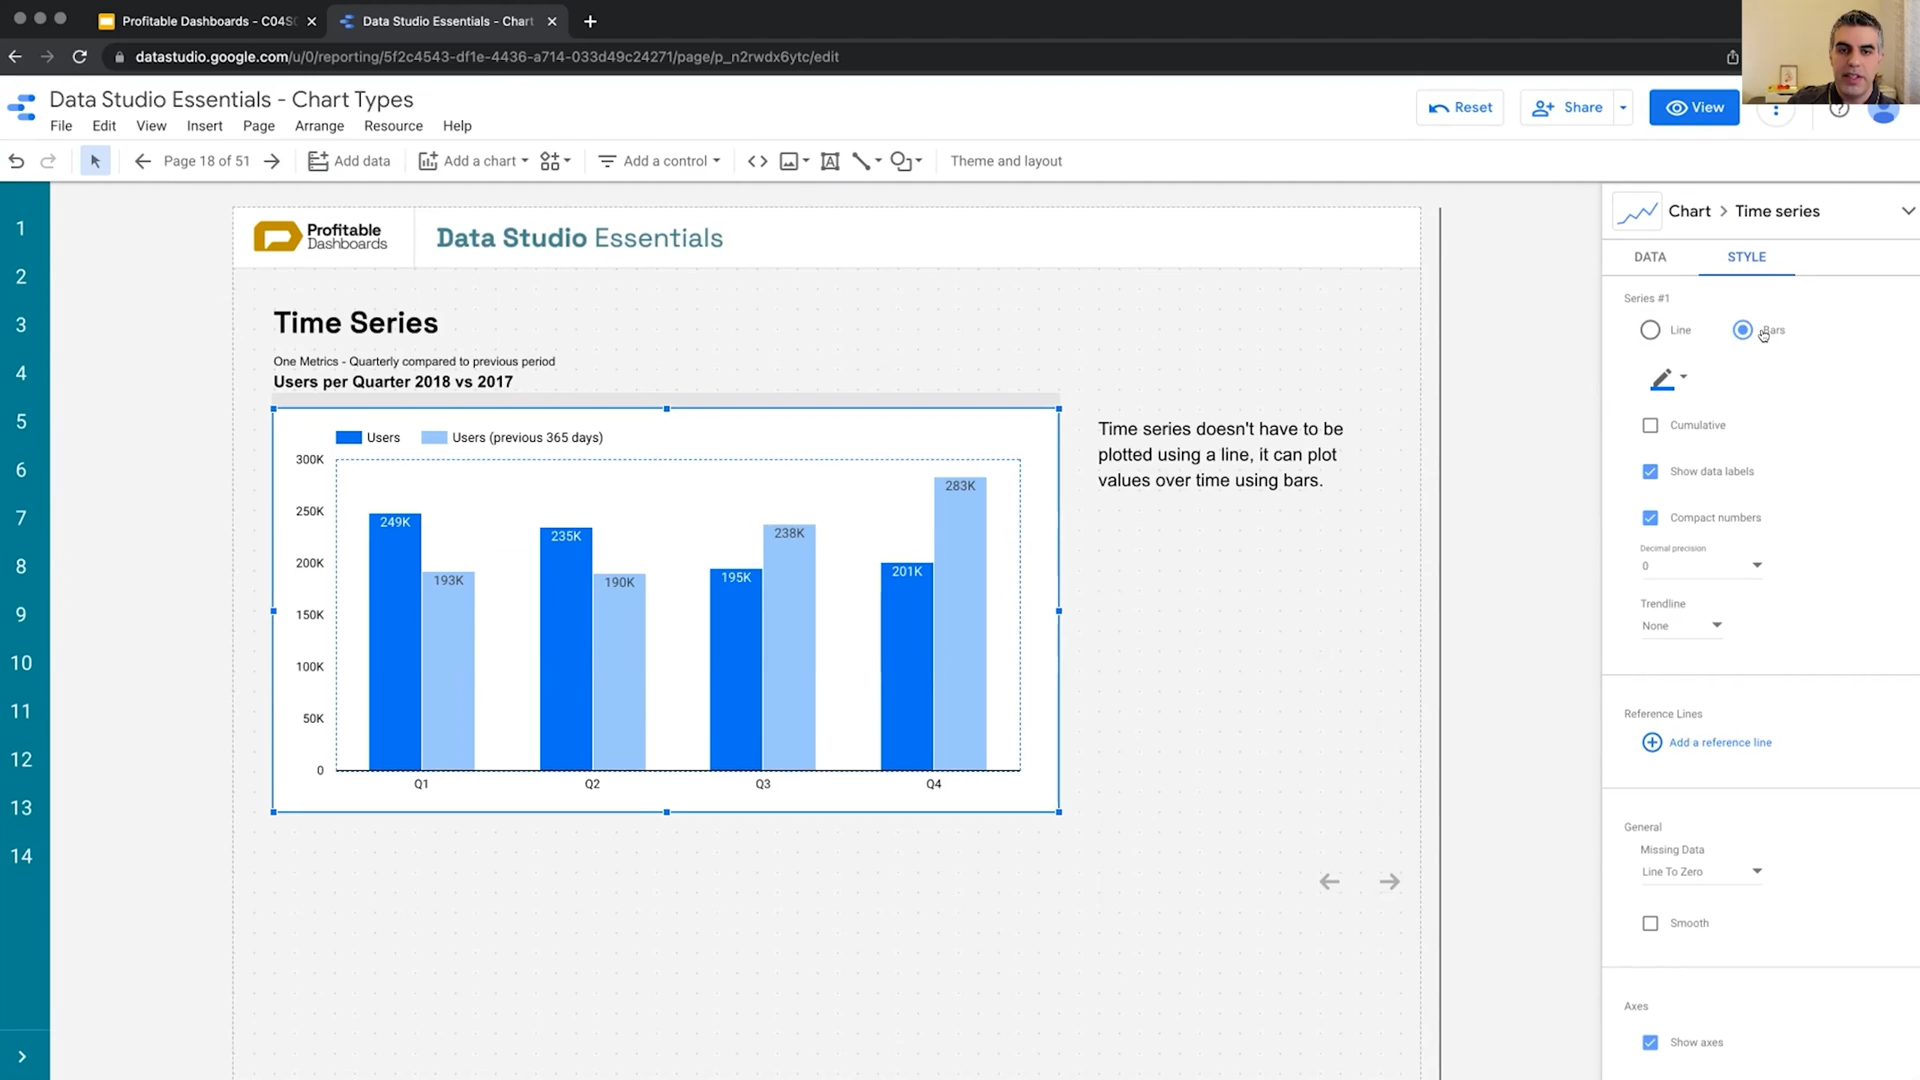 Profitable Dashboards - C04S
Data Studio Essentials - Chart
datastudio.google.com/u/0/reporting/5f2c4543-df1e-4436-a714-033d49c24271/page/p_n2rwdx6ytc/edit
Data Studio Essentials - Chart Types
Reset
Share
View
File Edit View Insert Page Arrange Resource Help
Page 18 of 51
Add data
Add a chart
Add a control
Theme and layout
1
2
3
4
5
6
7
8
9
10
11
12
13
14
Profitable
Dashboards
Data Studio Essentials
Time Series
One Metrics - Quarterly compared to previous period
Users per Quarter 2018 vs 2017
Users
Users (previous 365 days)
300K
250K
200K
150K
100K
50K
0
249K
193K
235K
190K
195K
238K
201K
283K
Q1
Q2
Q3
Q4
Time series doesn't have to be
plotted using a line, it can plot
values over time using bars.
Chart > Time series
DATA
STYLE
Series #1
Line
Bars
Cumulative
Show data labels
Compact numbers
Decimal precision
0
Trendline
None
Reference Lines
Add a reference line
General
Missing Data
Line To Zero
Smooth
Axes
Show axes